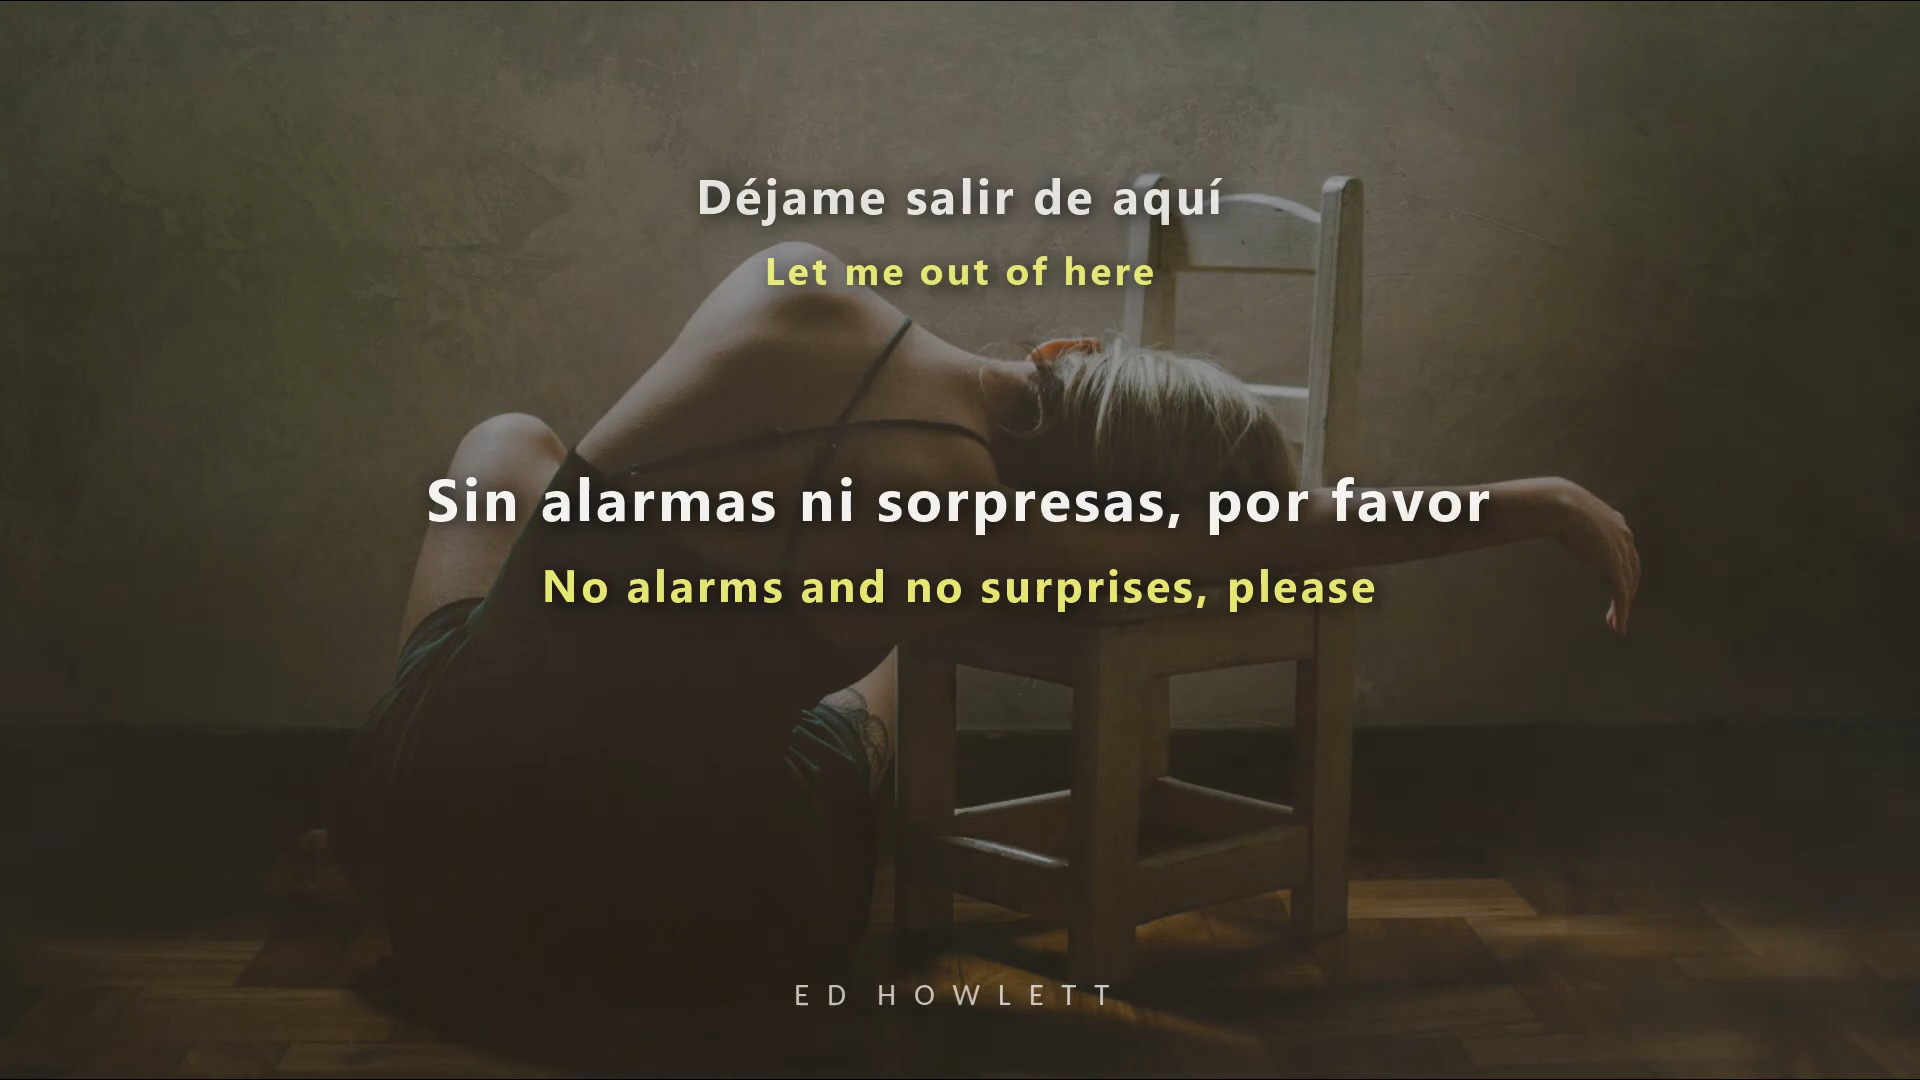 Déjame salir de aquí
Let me out of here
Sin alarmas ni sorpresas, por favor
No alarms and no surprises, please
ED HOWLETT